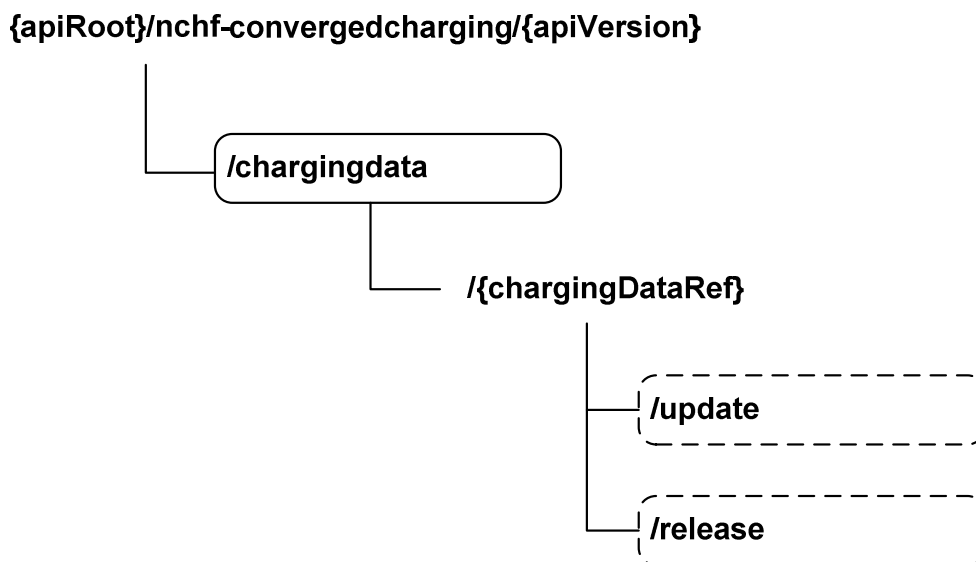 {apiRoot}/nchf-convergedcharging/{apiVersion}
/chargingdata
/{chargingDataRef}
/update
/release